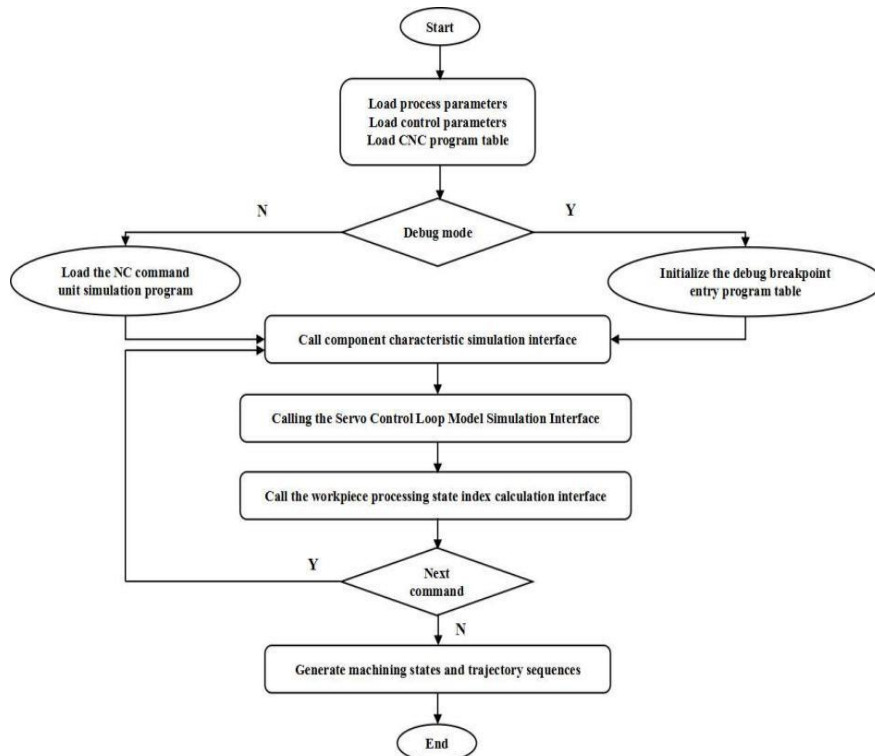 Start
Load process parameters
Load control parameters
Load CNC program table
N
Y
Debug mode
Load the NC command
unit simulation program
Initialize the debug breakpoint
entry program table
Call component characteristic simulation interface
Calling the Servo Control Loop Model Simulation Interface
Call the workpiece processing state index calculation interface
Y
Next
command
N
Generate machining states and trajectory sequences
End